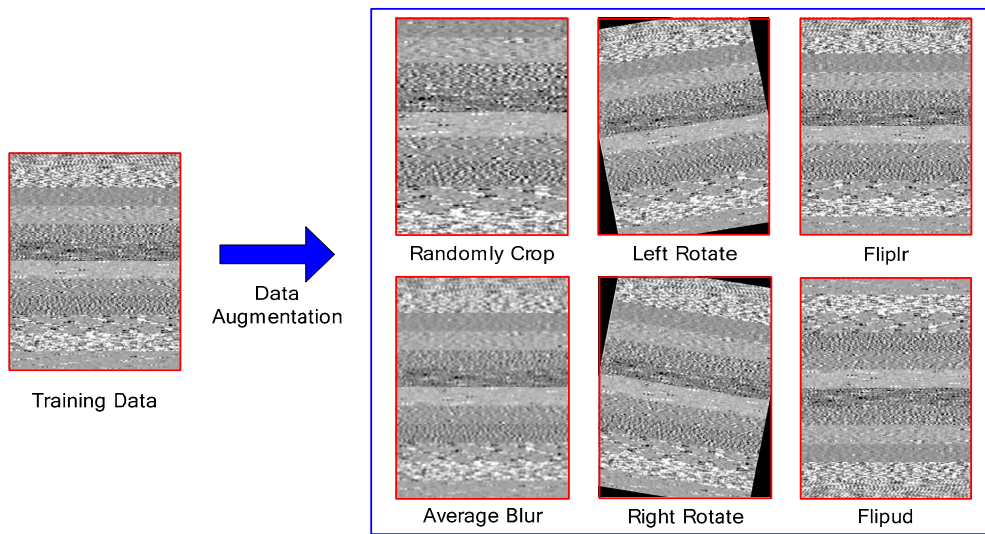 Training Data
Data
Augmentation
Randomly Crop
Left Rotate
Fliplr
Average Blur
Right Rotate
Flipud